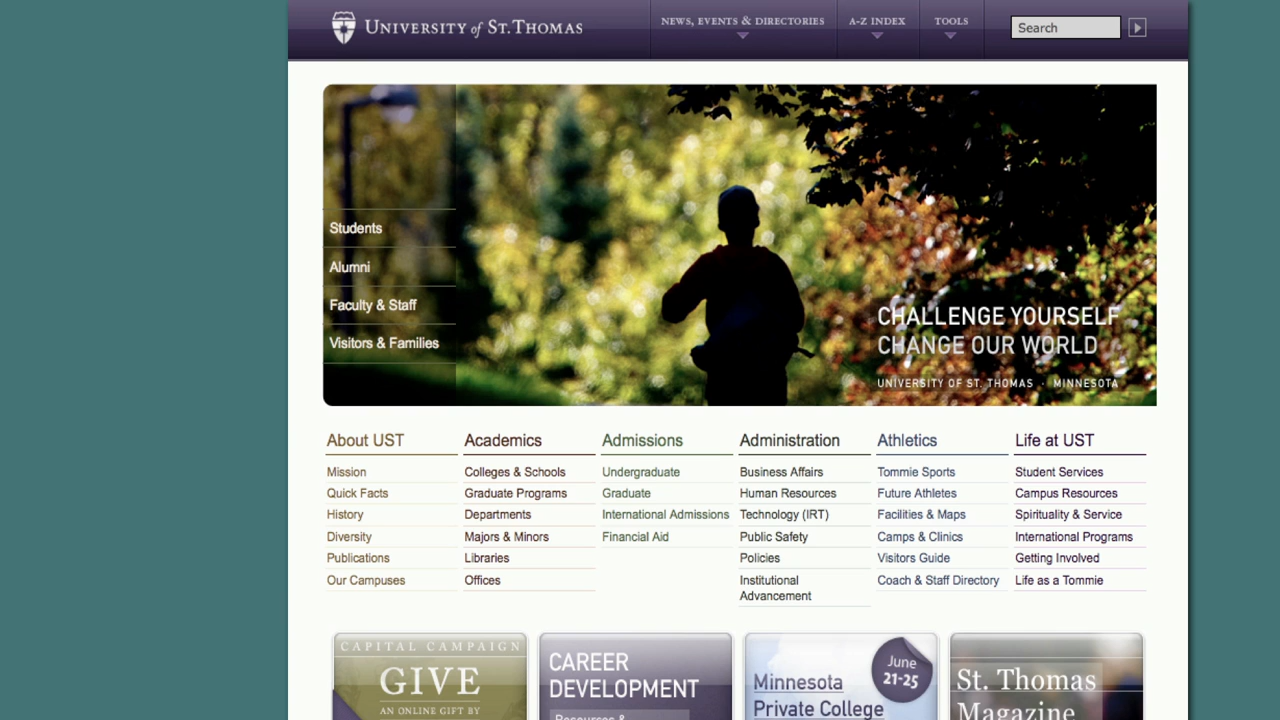 University of St. Thomas
NEWS, EVENTS & DIRECTORIES
A-Z INDEX
TOOLS
Search
Students
Alumni
Faculty & Staff
Visitors & Families
CHALLENGE YOURSELF
CHANGE OUR WORLD
UNIVERSITY OF ST. THOMAS · MINNESOTA
About UST
Mission
Quick Facts
History
Diversity
Publications
Our Campuses
Academics
Colleges & Schools
Graduate Programs
Departments
Majors & Minors
Libraries
Offices
Admissions
Undergraduate
Graduate
International Admissions
Financial Aid
Administration
Business Affairs
Human Resources
Technology (IRT)
Public Safety
Policies
Institutional
Advancement
Athletics
Tommie Sports
Future Athletes
Facilities & Maps
Camps & Clinics
Visitors Guide
Coach & Staff Directory
Life at UST
Student Services
Campus Resources
Spirituality & Service
International Programs
Getting Involved
Life as a Tommie
CAPITAL CAMPAIGN
GIVE
AN ONLINE GIFT BY
CAREER
DEVELOPMENT
Resources &
Minnesota
Private College
June
21-25
St. Thomas
Magazine